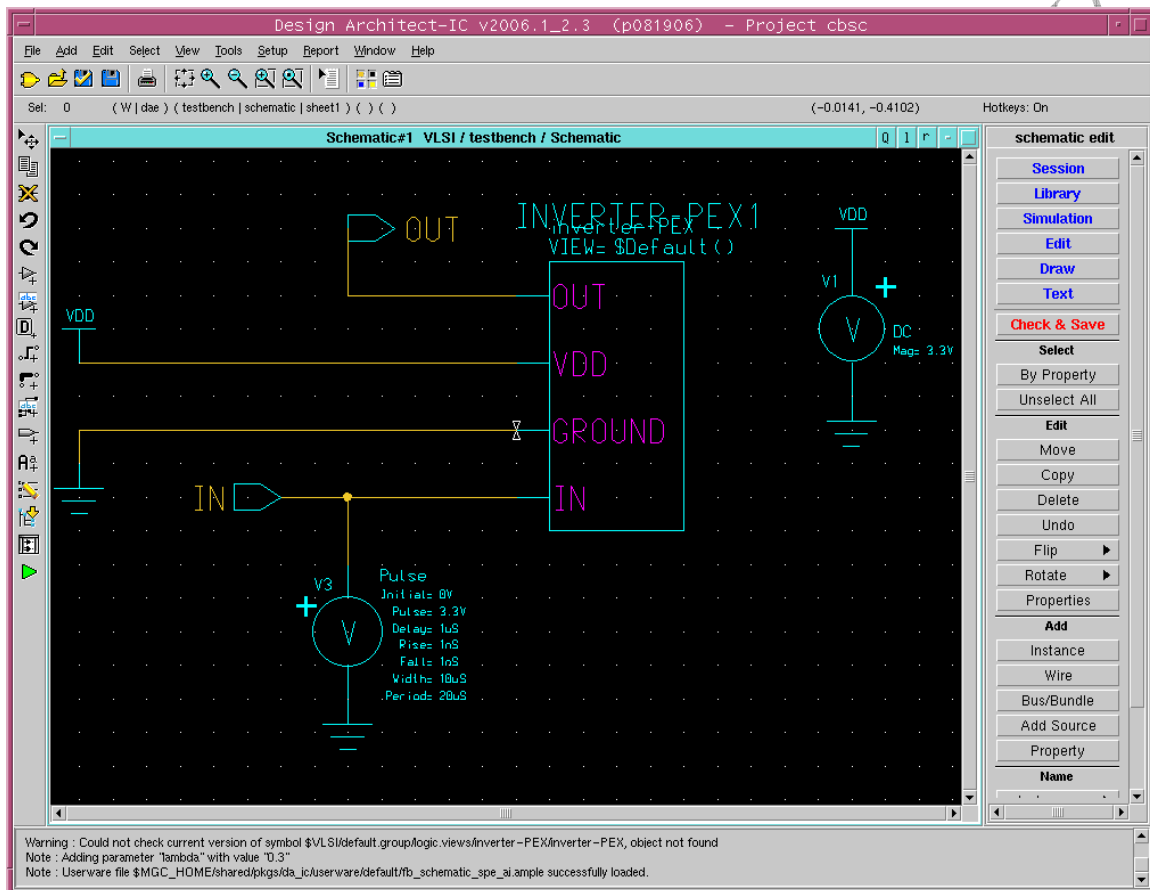 Design Architect-IC v2006.1_2.3 (p081906) - Project cbsc
File Add Edit Select View Tools Setup Report Window Help
Sel: 0 ( W | dae ) ( testbench | schematic | sheet1 ) ( ) ( ) (-0.0141, -0.4102) Hotkeys: On
Schematic#1 VLSI / testbench / Schematic
Q l r
schematic edit
Session
Library
Simulation
Edit
Draw
Text
Check & Save
Select
By Property
Unselect All
Edit
Move
Copy
Delete
Undo
Flip
Rotate
Properties
Add
Instance
Wire
Bus/Bundle
Add Source
Property
Name
INVERTER-PEX1
inverter-PEX
VIEW= $Default()
OUT
OUT
VDD
VDD
GROUND
IN
IN
VDD
V1
V
DC
Mag= 3.3V
V3
V
Pulse
Initial= 0V
Pulse= 3.3V
Delay= 1uS
Rise= 1nS
Fall= 1nS
Width= 10uS
Period= 20uS
Warning : Could not check current version of symbol $VLSI/default.group/logic.views/inverter-PEX/inverter-PEX, object not found
Note : Adding parameter "lambda" with value "0.3"
Note : Userware file $MGC_HOME/shared/pkgs/da_ic/userware/default/fb_schematic_spe_ai.ample successfully loaded.